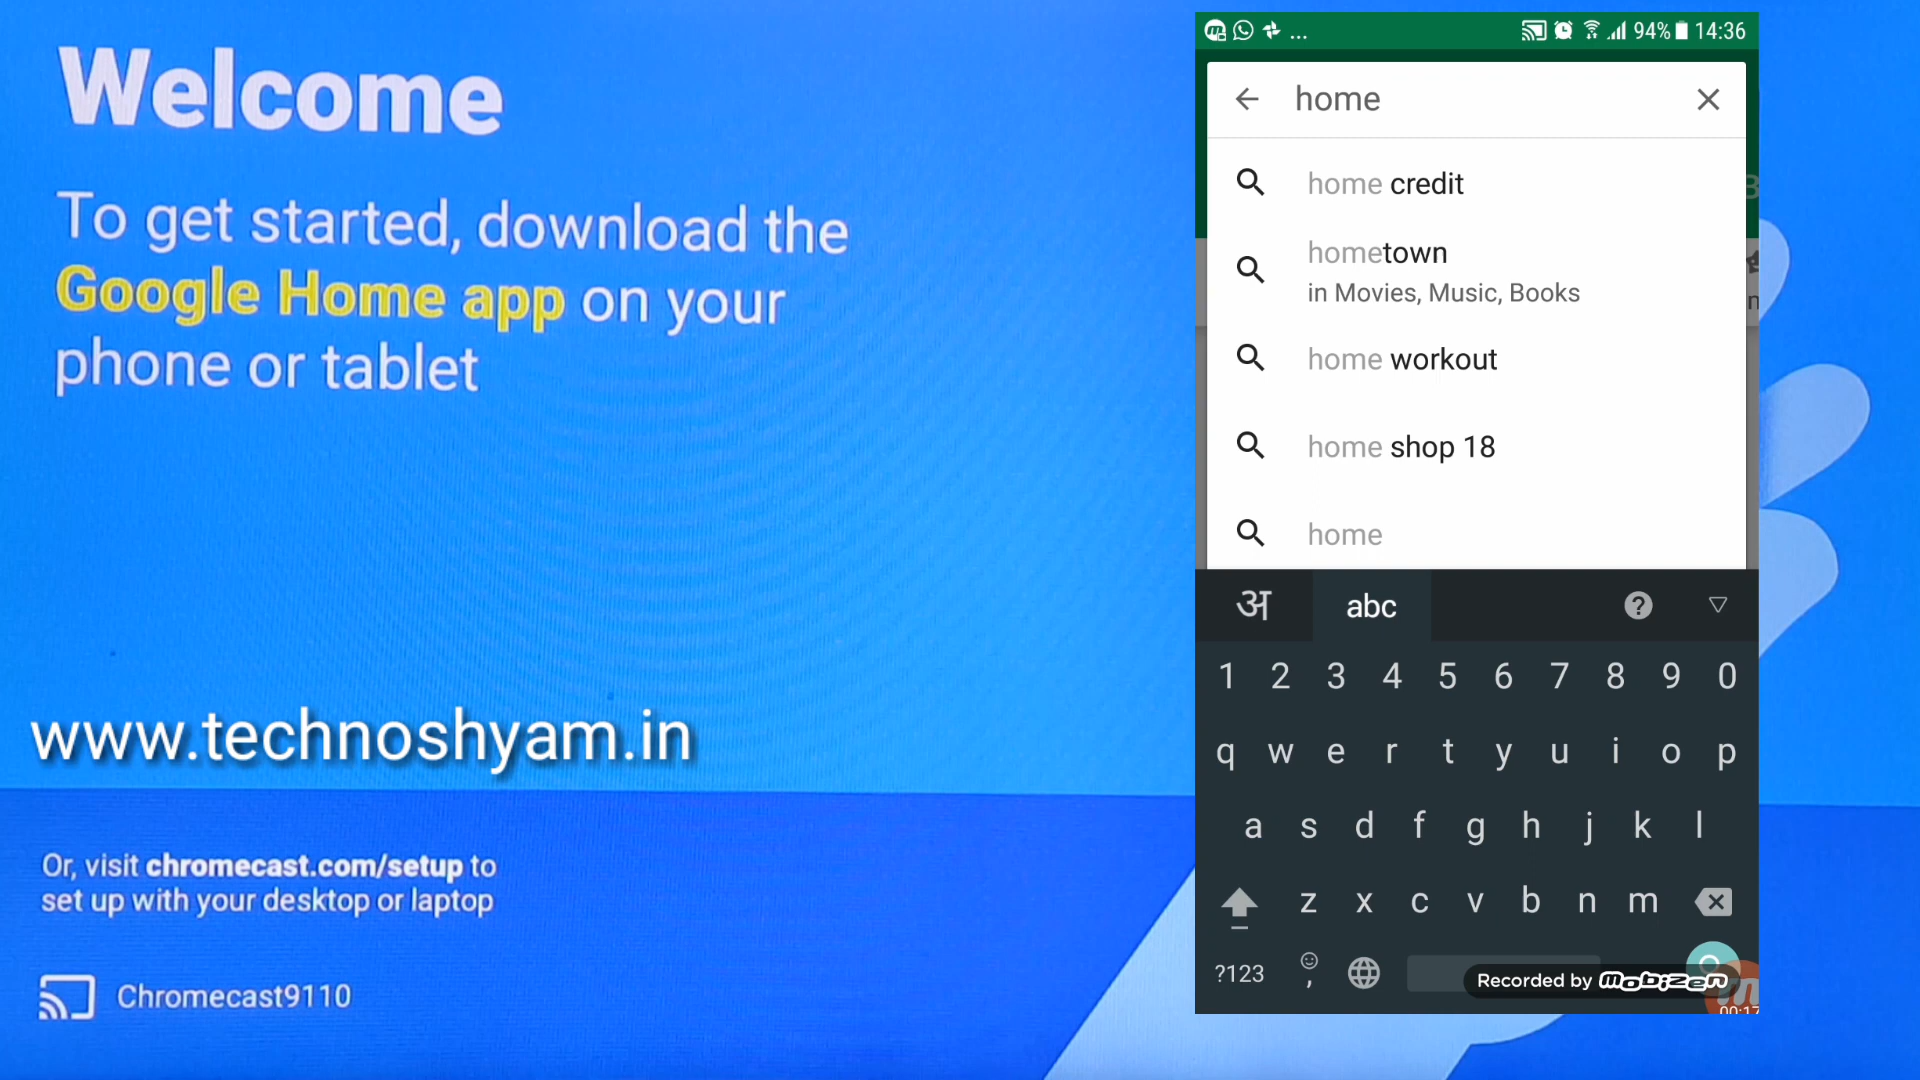 Welcome
To get started, download the
Google Home app on your
phone or tablet
www.technoshyam.in
Or, visit chromecast.com/setup to
set up with your desktop or laptop
Chromecast9110
... 94% 14:36
home
home credit
hometown
in Movies, Music, Books
home workout
home shop 18
home
अ abc
1 2 3 4 5 6 7 8 9 0
q w e r t y u i o p
a s d f g h j k l
z x c v b n m
?123 ,
Recorded by mobizen
00:17